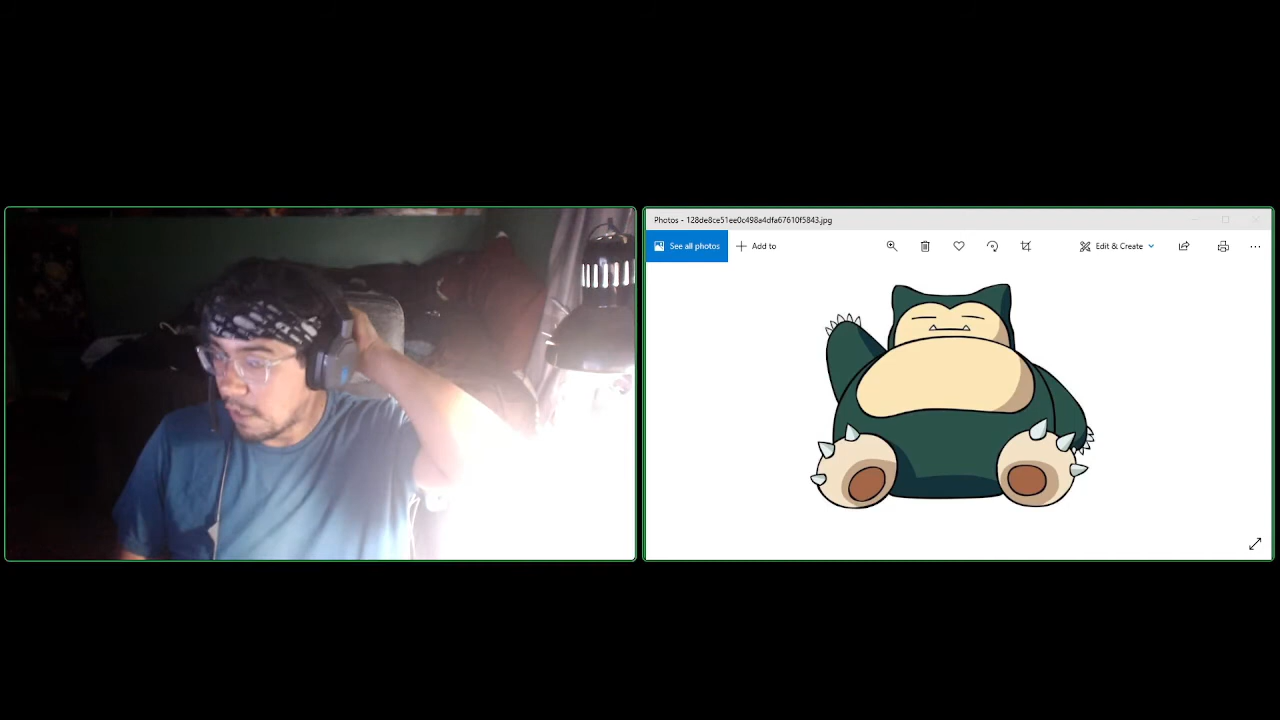 Photos - 128de8ce51ee0c498a4dfa67610f5843.jpg
See all photos
Add to
Edit & Create